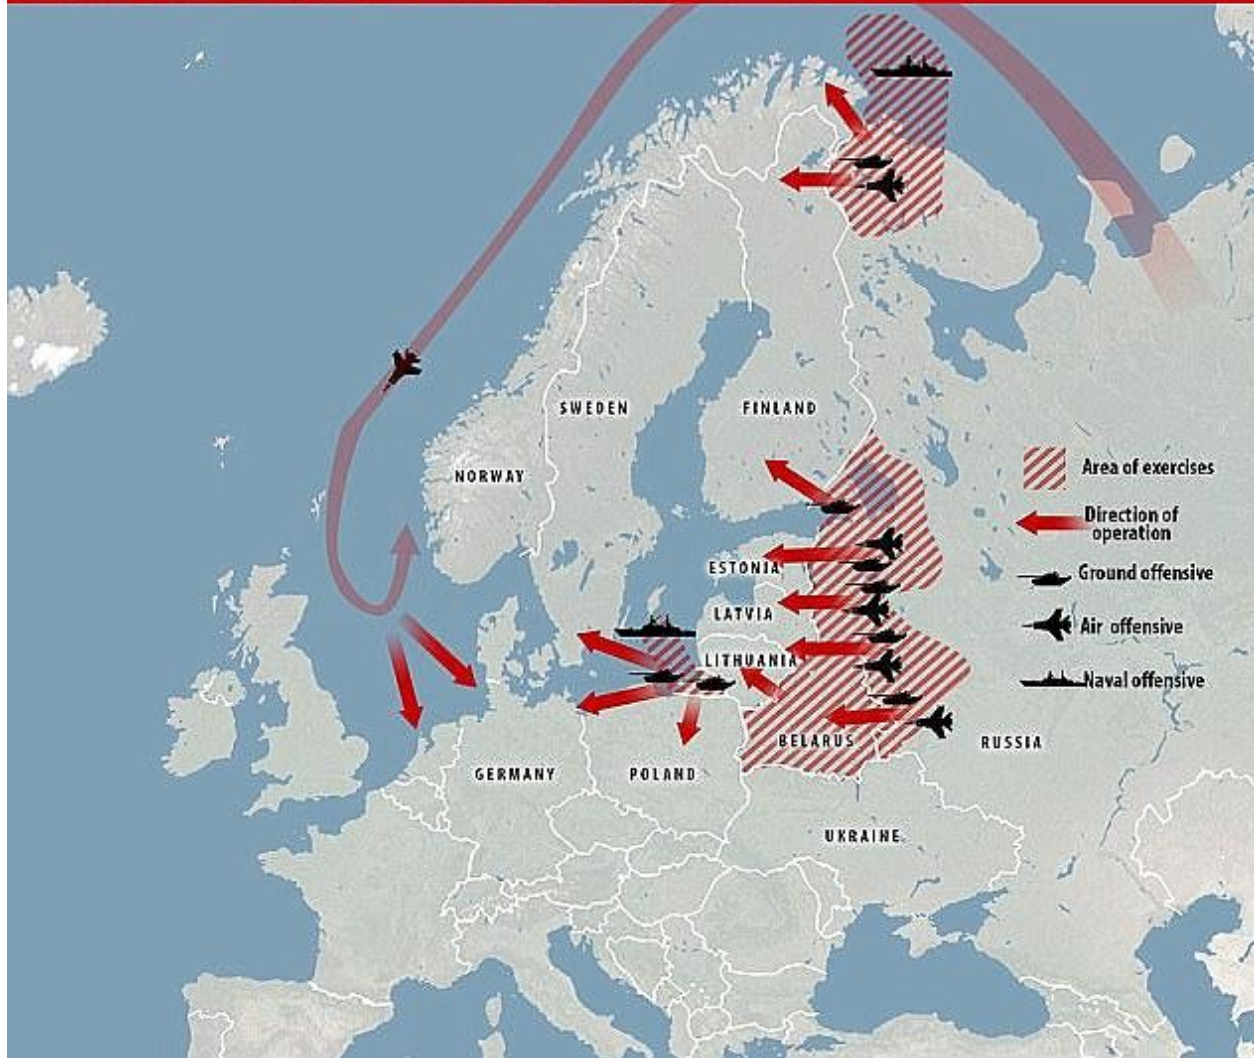 SWEDEN
FINLAND
NORWAY
Area of exercises
Direction of
operation
ESTONIA
Ground offensive
LATVIA
Air offensive
LITHUANIA
Naval offensive
BELARUS
RUSSIA
GERMANY
POLAND
UKRAINE